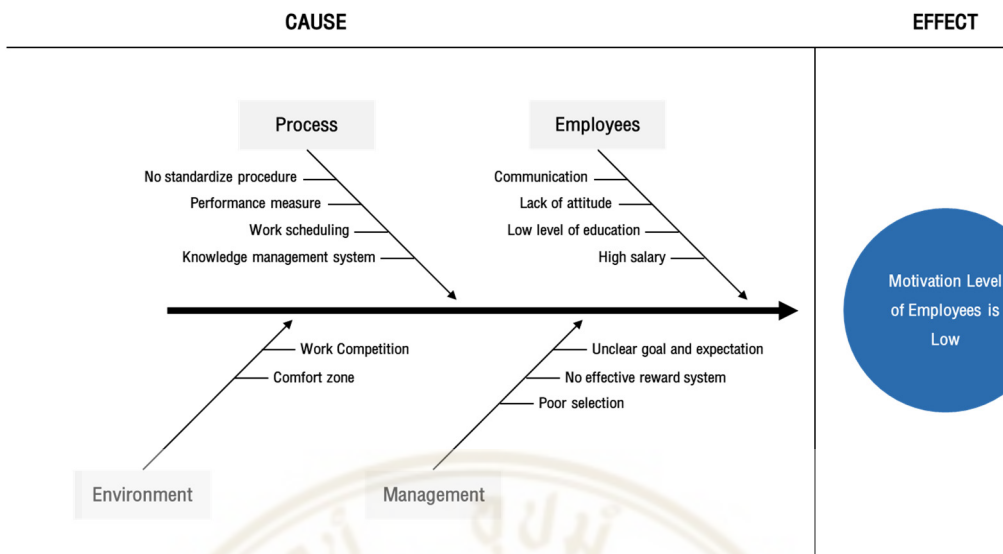 CAUSE
EFFECT
Process
Employees
No standardize procedure
Performance measure
Work scheduling
Knowledge management system
Communication
Lack of attitude
Low level of education
High salary
Motivation Level
of Employees is
Low
Work Competition
Comfort zone
Unclear goal and expectation
No effective reward system
Poor selection
Environment
Management